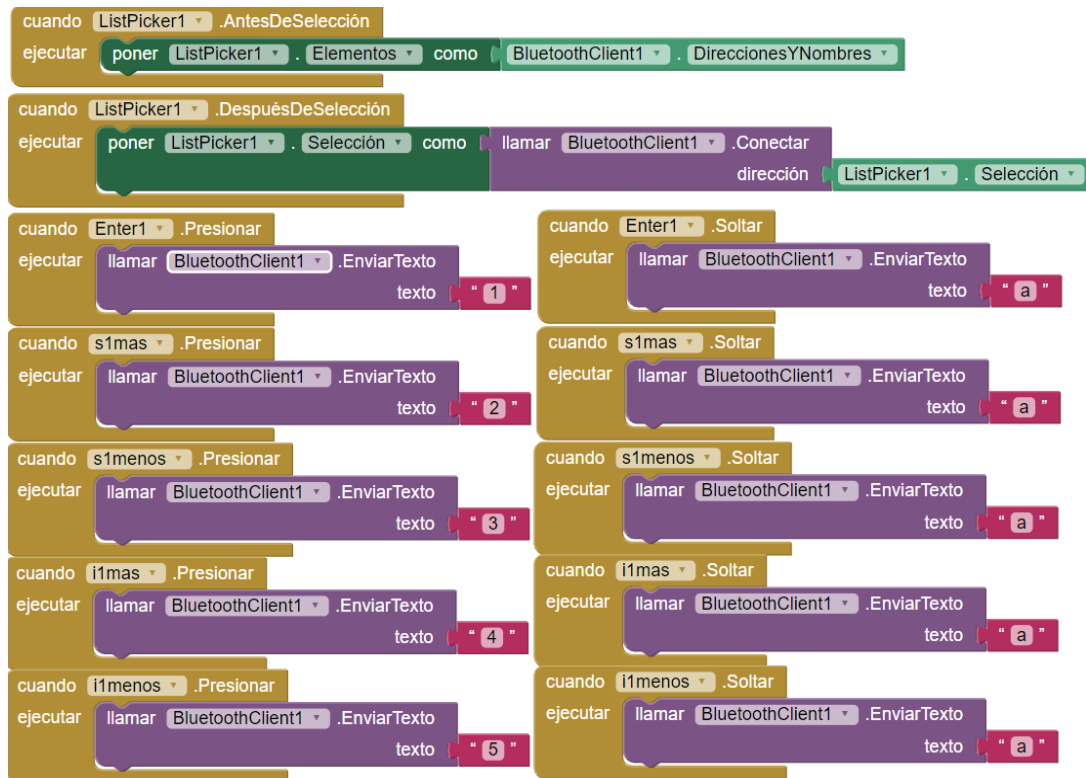 cuando ListPicker1 .AntesDeSelección
ejecutar poner ListPicker1 . Elementos como BluetoothClient1 . DireccionesYNombres
cuando ListPicker1 .DespuésDeSelección
ejecutar poner ListPicker1 . Selección como llamar BluetoothClient1 .Conectar
dirección ListPicker1 . Selección
cuando Enter1 .Presionar
ejecutar llamar BluetoothClient1 .EnviarTexto
texto " 1 "
cuando Enter1 .Soltar
ejecutar llamar BluetoothClient1 .EnviarTexto
texto " a "
cuando s1mas .Presionar
ejecutar llamar BluetoothClient1 .EnviarTexto
texto " 2 "
cuando s1mas .Soltar
ejecutar llamar BluetoothClient1 .EnviarTexto
texto " a "
cuando s1menos .Presionar
ejecutar llamar BluetoothClient1 .EnviarTexto
texto " 3 "
cuando s1menos .Soltar
ejecutar llamar BluetoothClient1 .EnviarTexto
texto " a "
cuando i1mas .Presionar
ejecutar llamar BluetoothClient1 .EnviarTexto
texto " 4 "
cuando i1mas .Soltar
ejecutar llamar BluetoothClient1 .EnviarTexto
texto " a "
cuando i1menos .Presionar
ejecutar llamar BluetoothClient1 .EnviarTexto
texto " 5 "
cuando i1menos .Soltar
ejecutar llamar BluetoothClient1 .EnviarTexto
texto " a "